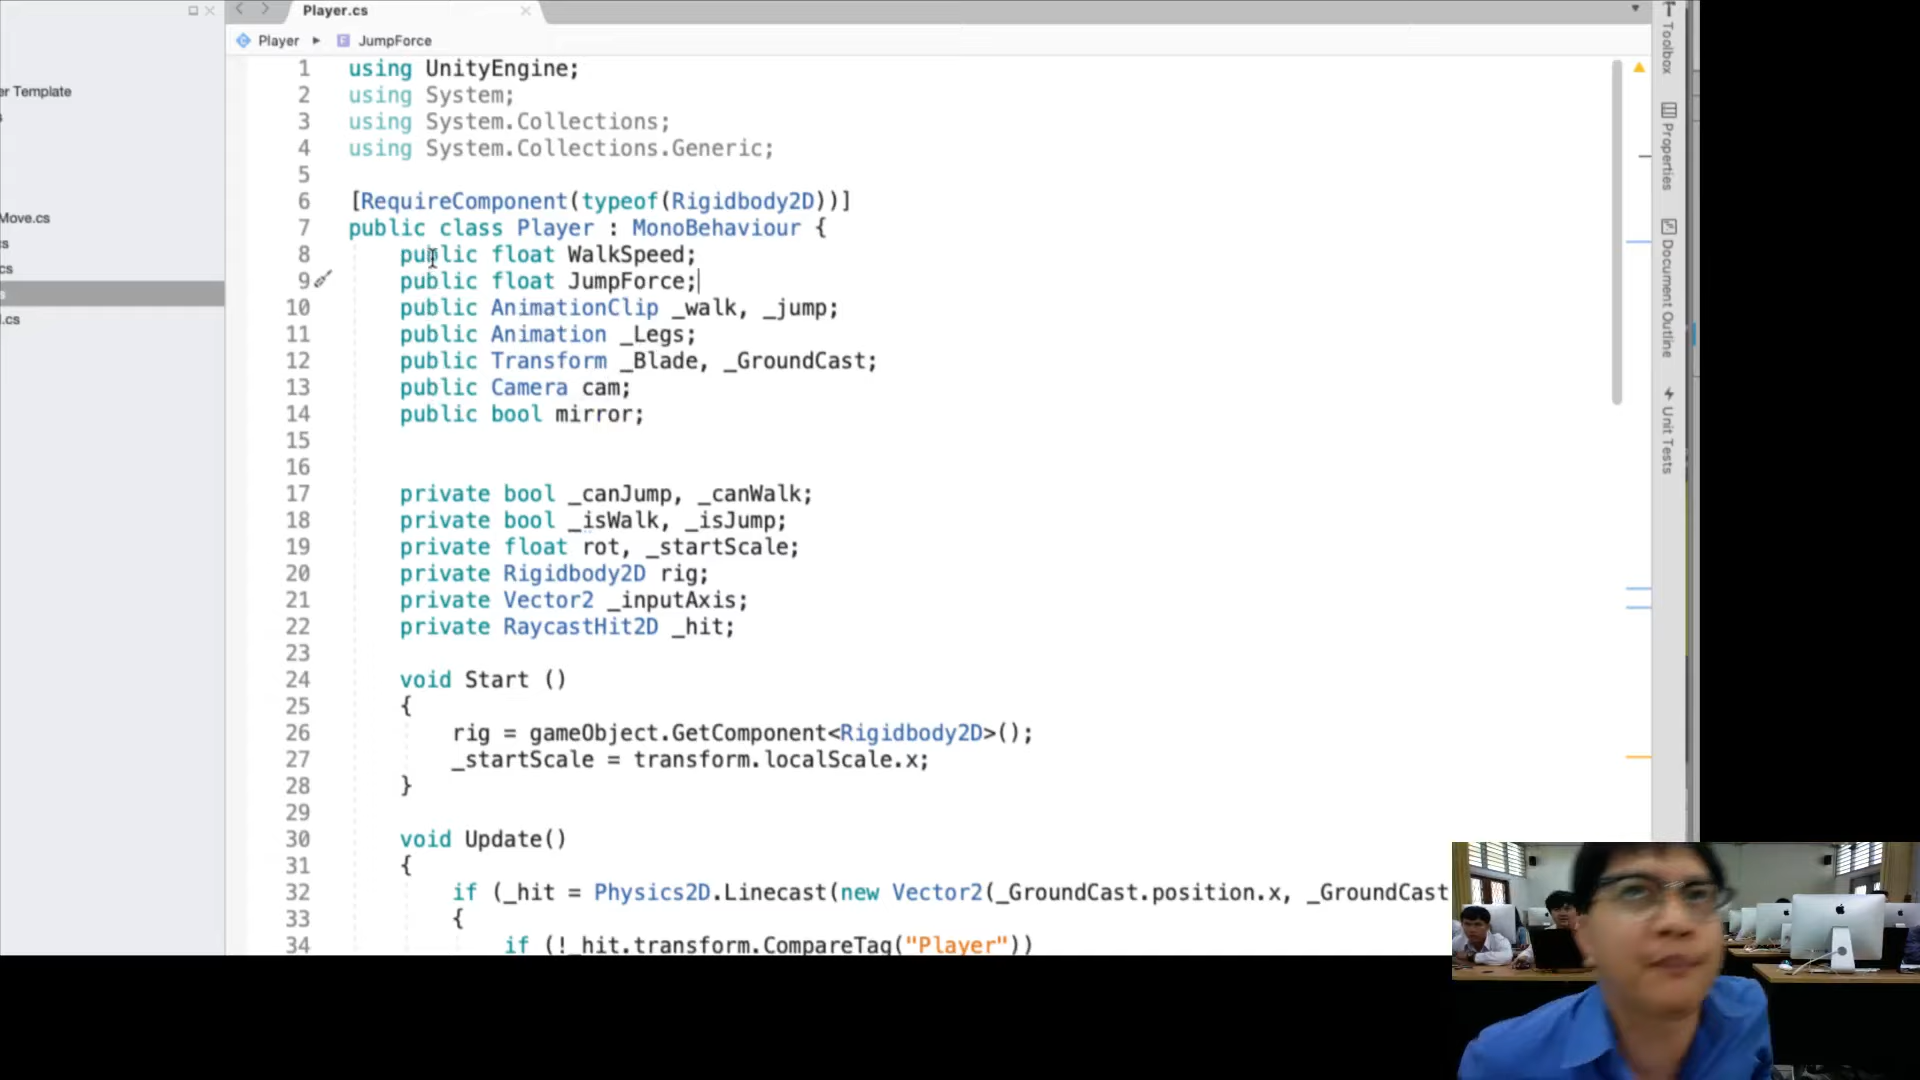 Player.cs
Player
JumpForce
er Template
Move.cs
cs
cs
s
l.cs
1 using UnityEngine;
2 using System;
3 using System.Collections;
4 using System.Collections.Generic;
5
6 [RequireComponent(typeof(Rigidbody2D))]
7 public class Player : MonoBehaviour {
8 public float WalkSpeed;
9 public float JumpForce;
10 public AnimationClip _walk, _jump;
11 public Animation _Legs;
12 public Transform _Blade, _GroundCast;
13 public Camera cam;
14 public bool mirror;
15
16
17 private bool _canJump, _canWalk;
18 private bool _isWalk, _isJump;
19 private float rot, _startScale;
20 private Rigidbody2D rig;
21 private Vector2 _inputAxis;
22 private RaycastHit2D _hit;
23
24 void Start ()
25 {
26 rig = gameObject.GetComponent<Rigidbody2D>();
27 _startScale = transform.localScale.x;
28 }
29
30 void Update()
31 {
32 if (_hit = Physics2D.Linecast(new Vector2(_GroundCast.position.x, _GroundCast
33 {
34 if (!_hit.transform.CompareTag("Player"))
Toolbox
Properties
Document Outline
Unit Tests